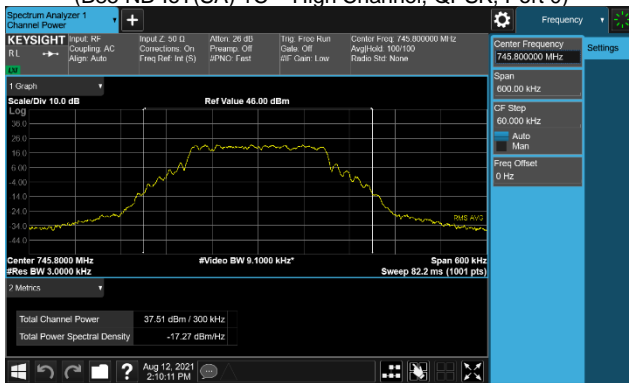 (B85 NB-IoT(SA) 1C – High Channel, QPSK, Port 0)
Spectrum Analyzer 1
Channel Power
+
Frequency
KEYSIGHT
RL
Input: RF
Coupling: AC
Align: Auto
Input Z: 50 Ω
Corrections: On
Freq Ref: Int (S)
Atten: 26 dB
Preamp: Off
#PNO: Fast
Trig: Free Run
Gate: Off
#IF Gain: Low
Center Freq: 745.800000 MHz
Avg|Hold: 100/100
Radio Std: None
Center Frequency
745.800000 MHz
Settings
Span
600.00 kHz
CF Step
60.000 kHz
Auto
Man
Freq Offset
0 Hz
1 Graph
Scale/Div 10.0 dB
Ref Value 46.00 dBm
Log
36.0
26.0
16.0
6.00
-4.00
-14.0
-24.0
-34.0
-44.0
RMS AVG
Center 745.8000 MHz
#Video BW 9.1000 kHz*
Span 600 kHz
#Res BW 3.0000 kHz
Sweep 82.2 ms (1001 pts)
2 Metrics
Total Channel Power
37.51 dBm / 300 kHz
Total Power Spectral Density
-17.27 dBm/Hz
?
Aug 12, 2021
2:10:11 PM